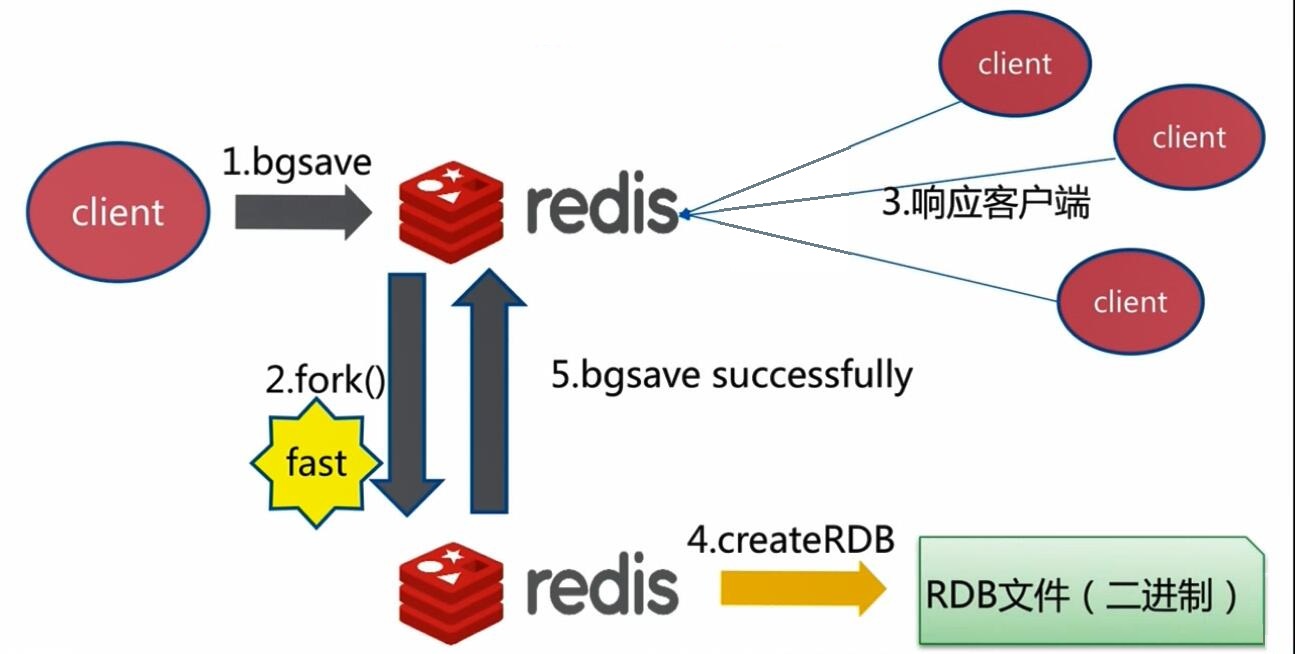 client
client
1.bgsave
client
redis
3.响应客户端
client
2.fork()
5.bgsave successfully
fast
4.createRDB
redis
RDB文件（二进制）